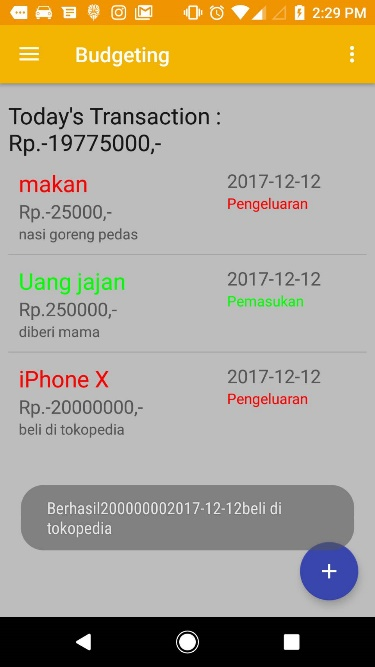 2:29 PM
Budgeting
Today's Transaction :
Rp.-19775000,-
makan
2017-12-12
Rp.-25000,-
Pengeluaran
nasi goreng pedas
Uang jajan
2017-12-12
Rp.250000,-
Pemasukan
diberi mama
iPhone X
2017-12-12
Rp.-20000000,-
Pengeluaran
beli di tokopedia
Berhasil200000002017-12-12beli di
tokopedia
+